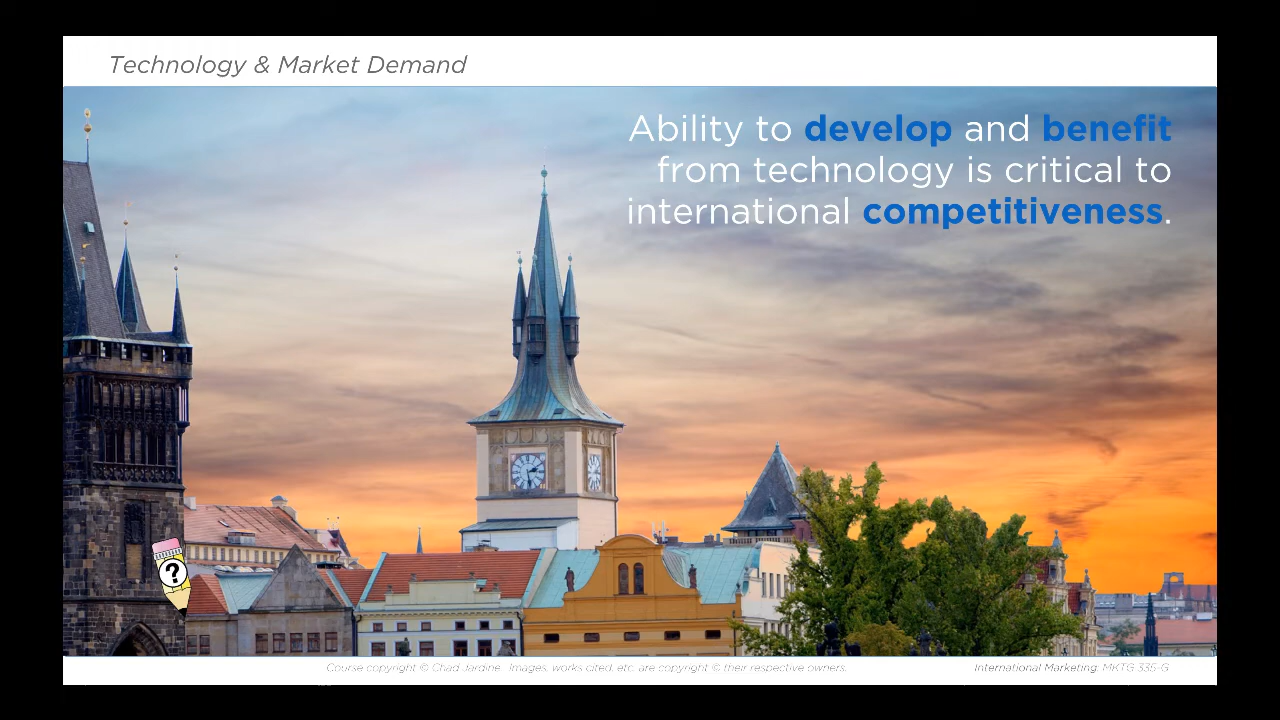 Technology & Market Demand
Ability to develop and benefit
from technology is critical to
international competitiveness.
?
Course copyright © Chad Jardine. Images, works cited, etc. are copyright © their respective owners.
International Marketing: MKTG 335-G